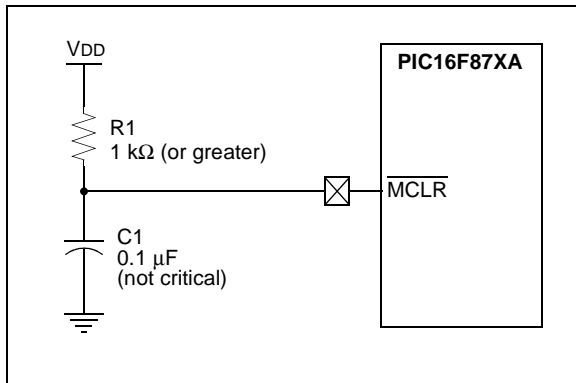 VDD
PIC16F87XA
R1
1 kΩ (or greater)
MCLR
C1
0.1 μF
(not critical)